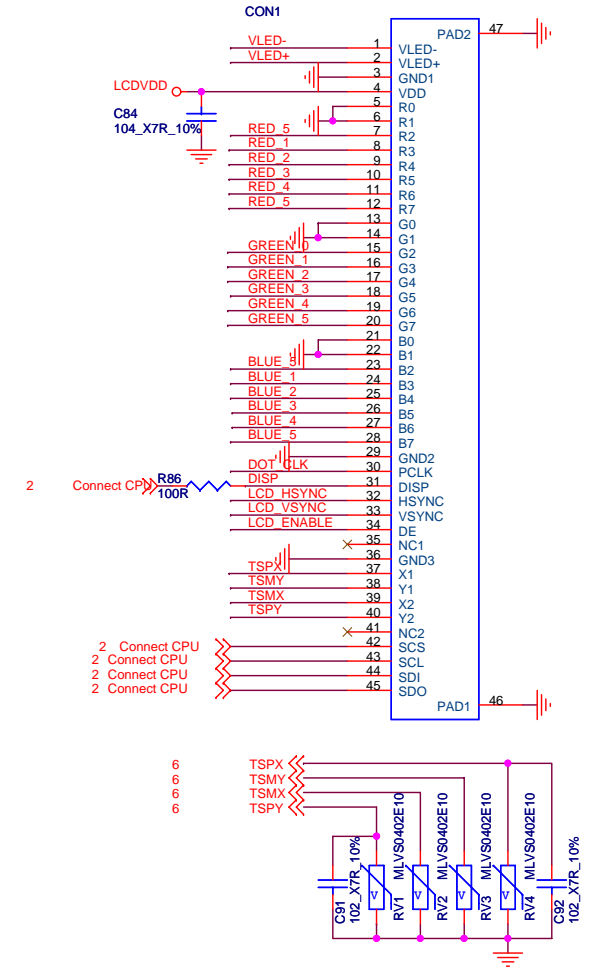 CON1
PAD2 47
VLED- 1 VLED-
VLED+ 2 VLED+
3 GND1
LCDVDD 4 VDD
C84
104_X7R_10%
5 R0
6 R1
RED_5 7 R2
RED_1 8 R3
RED_2 9 R4
RED_3 10 R5
RED_4 11 R6
RED_5 12 R7
13 G0
14 G1
GREEN_0 15 G2
GREEN_1 16 G3
GREEN_2 17 G4
GREEN_3 18 G5
GREEN_4 19 G6
GREEN_5 20 G7
21 B0
22 B1
BLUE_5 23 B2
BLUE_1 24 B3
BLUE_2 25 B4
BLUE_3 26 B5
BLUE_4 27 B6
BLUE_5 28 B7
29 GND2
DOT_CLK 30 PCLK
2 Connect CPU R86 DISP 31 DISP
100R
LCD_HSYNC 32 HSYNC
LCD_VSYNC 33 VSYNC
LCD_ENABLE 34 DE
35 NC1
36 GND3
TSPX 37 X1
TSMY 38 Y1
TSMX 39 X2
TSPY 40 Y2
41 NC2
2 Connect CPU 42 SCS
2 Connect CPU 43 SCL
2 Connect CPU 44 SDI
2 Connect CPU 45 SDO
PAD1 46
6 TSPX
6 TSMY
6 TSMX
6 TSPY
C91
102_X7R_10%
RV1
MLVS0402E10
RV2
MLVS0402E10
RV3
MLVS0402E10
RV4
MLVS0402E10
C92
102_X7R_10%
V
V
V
V